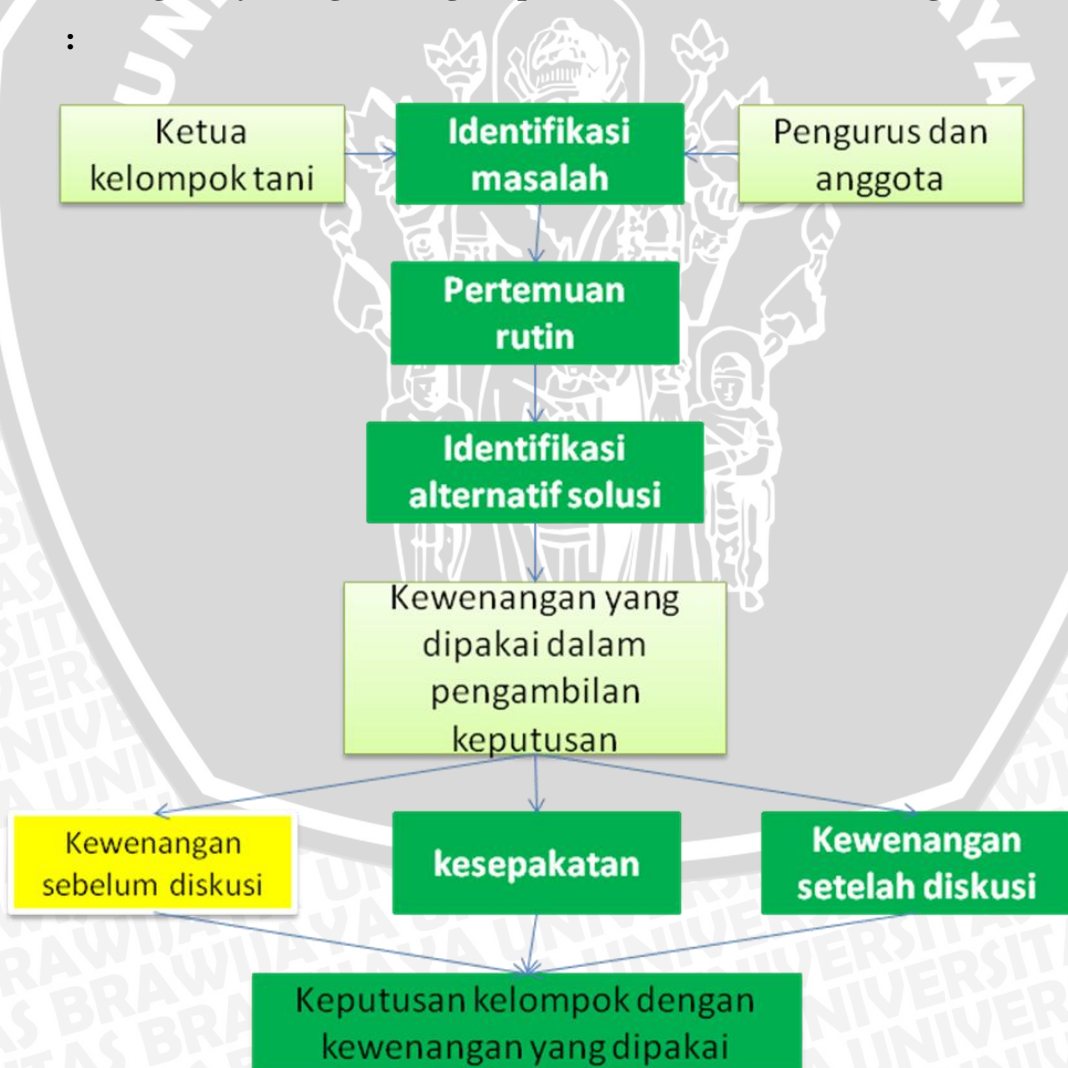 :
Ketua
kelompok tani
Identifikasi
masalah
Pengurus dan
anggota
Pertemuan
rutin
Identifikasi
alternatif solusi
Kewenangan yang
dipakai dalam
pengambilan
keputusan
Kewenangan
sebelum diskusi
kesepakatan
Kewenangan
setelah diskusi
Keputusan kelompok dengan
kewenangan yang dipakai